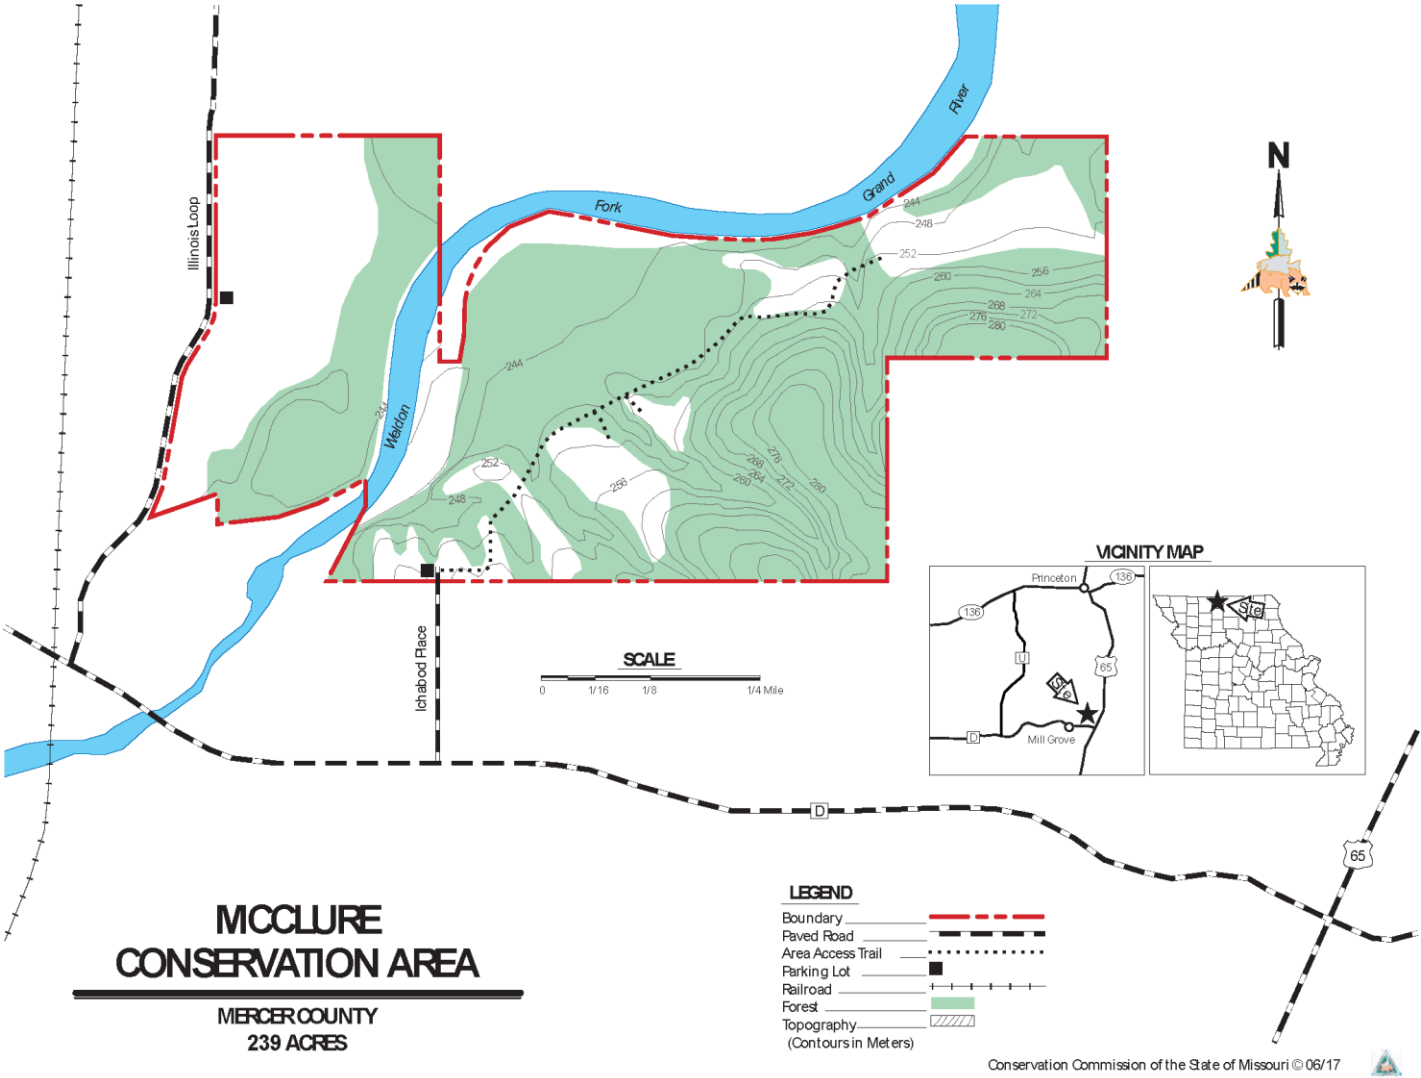 River
Grand
Fork
Weldon
N
Illinois Loop
244
248
252
256
260
264
268
276
272
280
244
244
252
248
256
276
268
264
260
272
280
Ichabod Place
SCALE
0 1/16 1/8 1/4 Mile
VICINITY MAP
Princeton
136
136
U
65
Site
D
Mill Grove
Site
D
65
MCCLURE
CONSERVATION AREA
MERCER COUNTY
239 ACRES
LEGEND
Boundary
Paved Road
Area Access Trail
Parking Lot
Railroad
Forest
Topography
(Contours in Meters)
Conservation Commission of the State of Missouri © 06/17